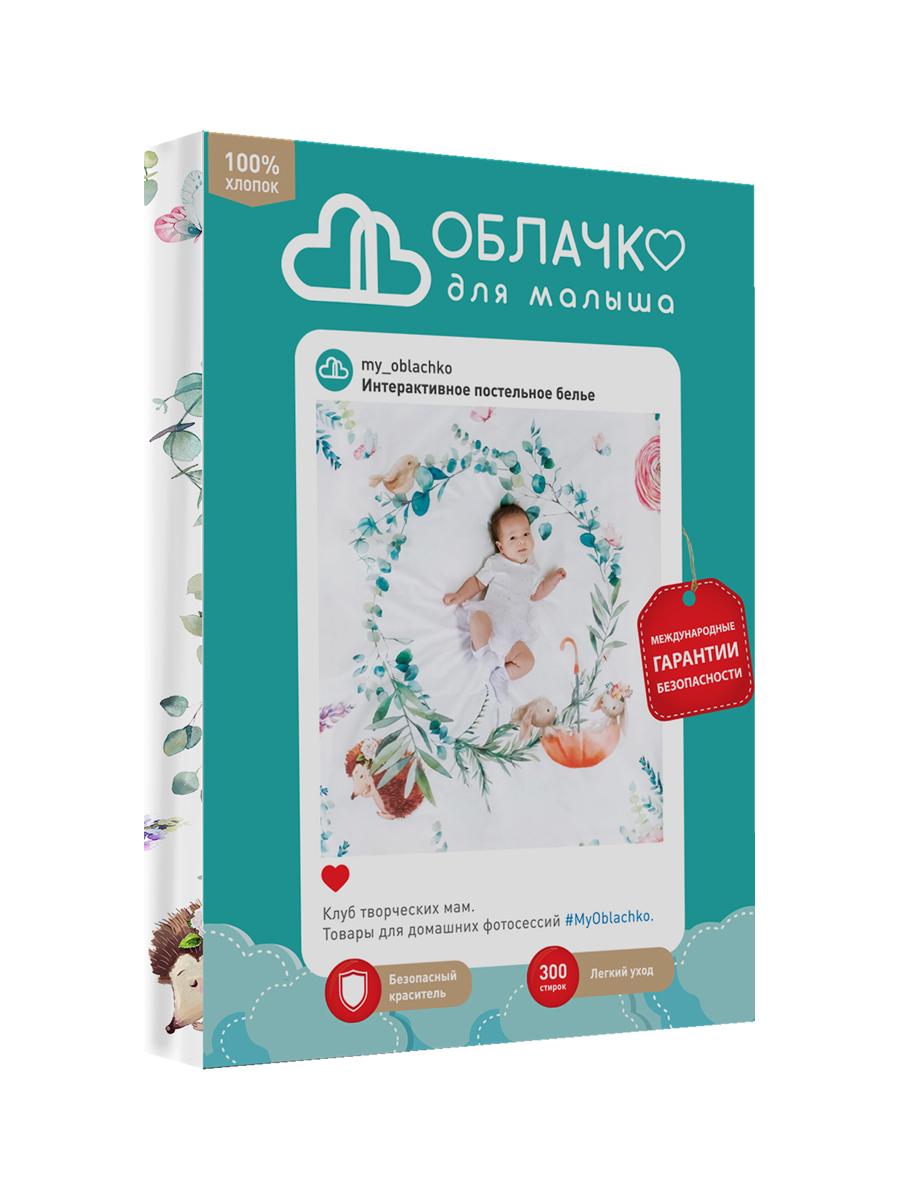 100%
ХЛОПОК
ОБЛАЧКО
для малыша
my_oblachko
Интерактивное постельное белье
МЕЖДУНАРОДНЫЕ
ГАРАНТИИ
БЕЗОПАСНОСТИ
Клуб творческих мам.
Товары для домашних фотосессий #MyOblachko.
Безопасный
краситель
300
стирок
Легкий уход